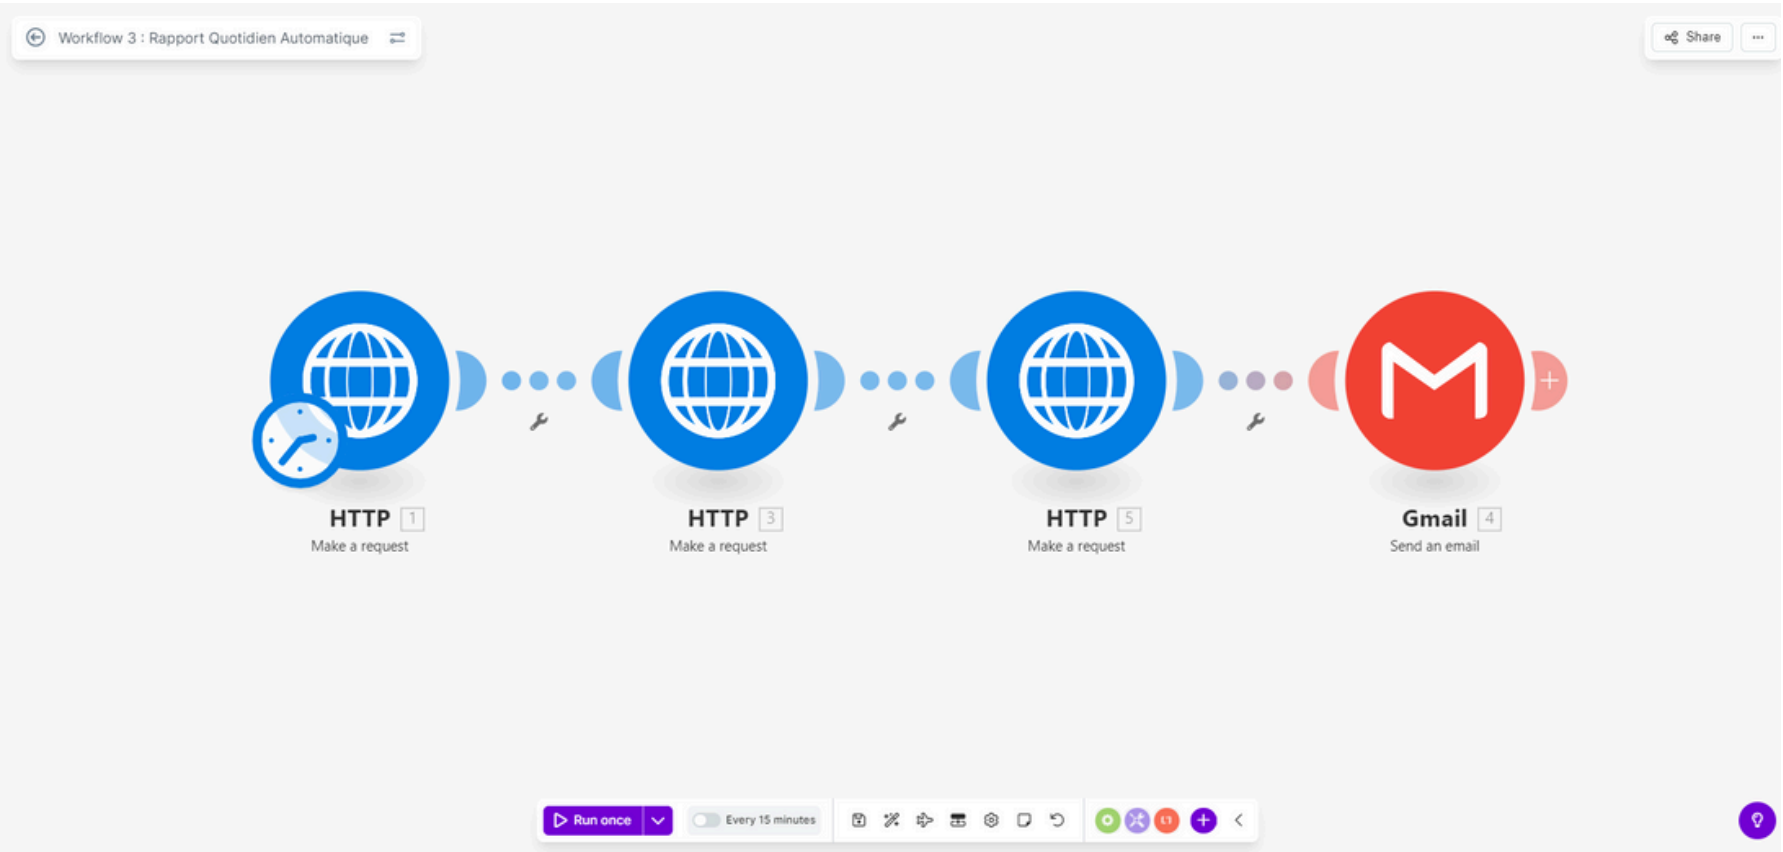 Workflow 3 : Rapport Quotidien Automatique
Share
HTTP 1
Make a request
HTTP 3
Make a request
HTTP 5
Make a request
Gmail 4
Send an email
Run once
Every 15 minutes